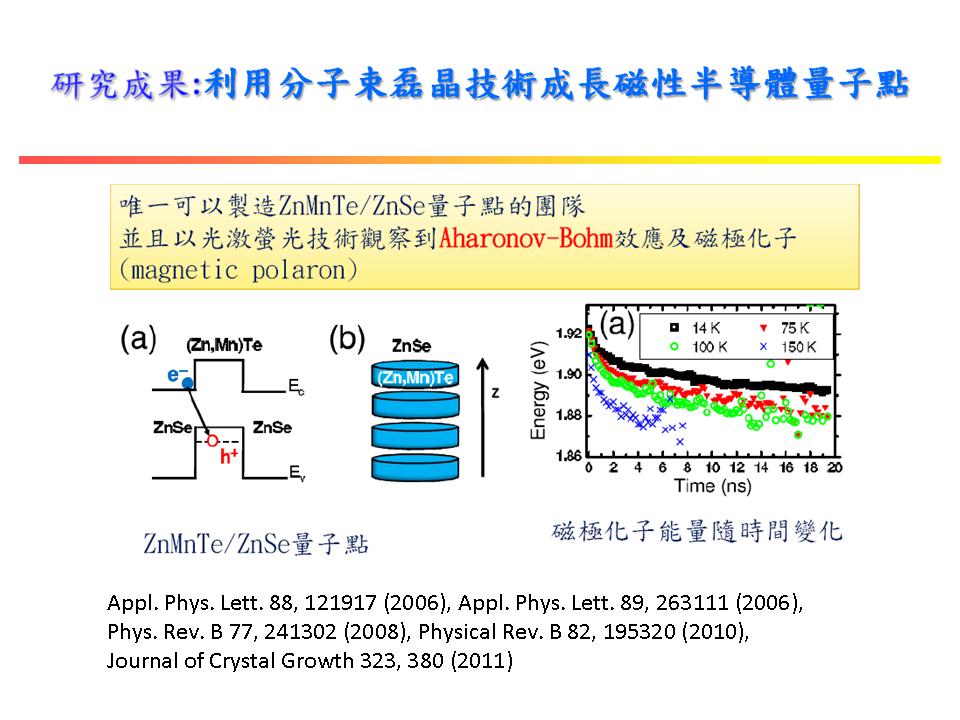 研究成果:利用分子束磊晶技術成長磁性半導體量子點
唯一可以製造ZnMnTe/ZnSe量子點的團隊
並且以光激螢光技術觀察到Aharonov-Bohm效應及磁極化子
(magnetic polaron)
(a)
(Zn,Mn)Te
e−
Ec
ZnSe
ZnSe
h+
Ev
(b)
ZnSe
(Zn,Mn)Te
z
(a)
14 K
75 K
100 K
150 K
Energy (eV)
1.92
1.90
1.88
1.86
0 2 4 6 8 10 12 14 16 18 20
Time (ns)
ZnMnTe/ZnSe量子點
磁極化子能量隨時間變化
Appl. Phys. Lett. 88, 121917 (2006), Appl. Phys. Lett. 89, 263111 (2006),
Phys. Rev. B 77, 241302 (2008), Physical Rev. B 82, 195320 (2010),
Journal of Crystal Growth 323, 380 (2011)